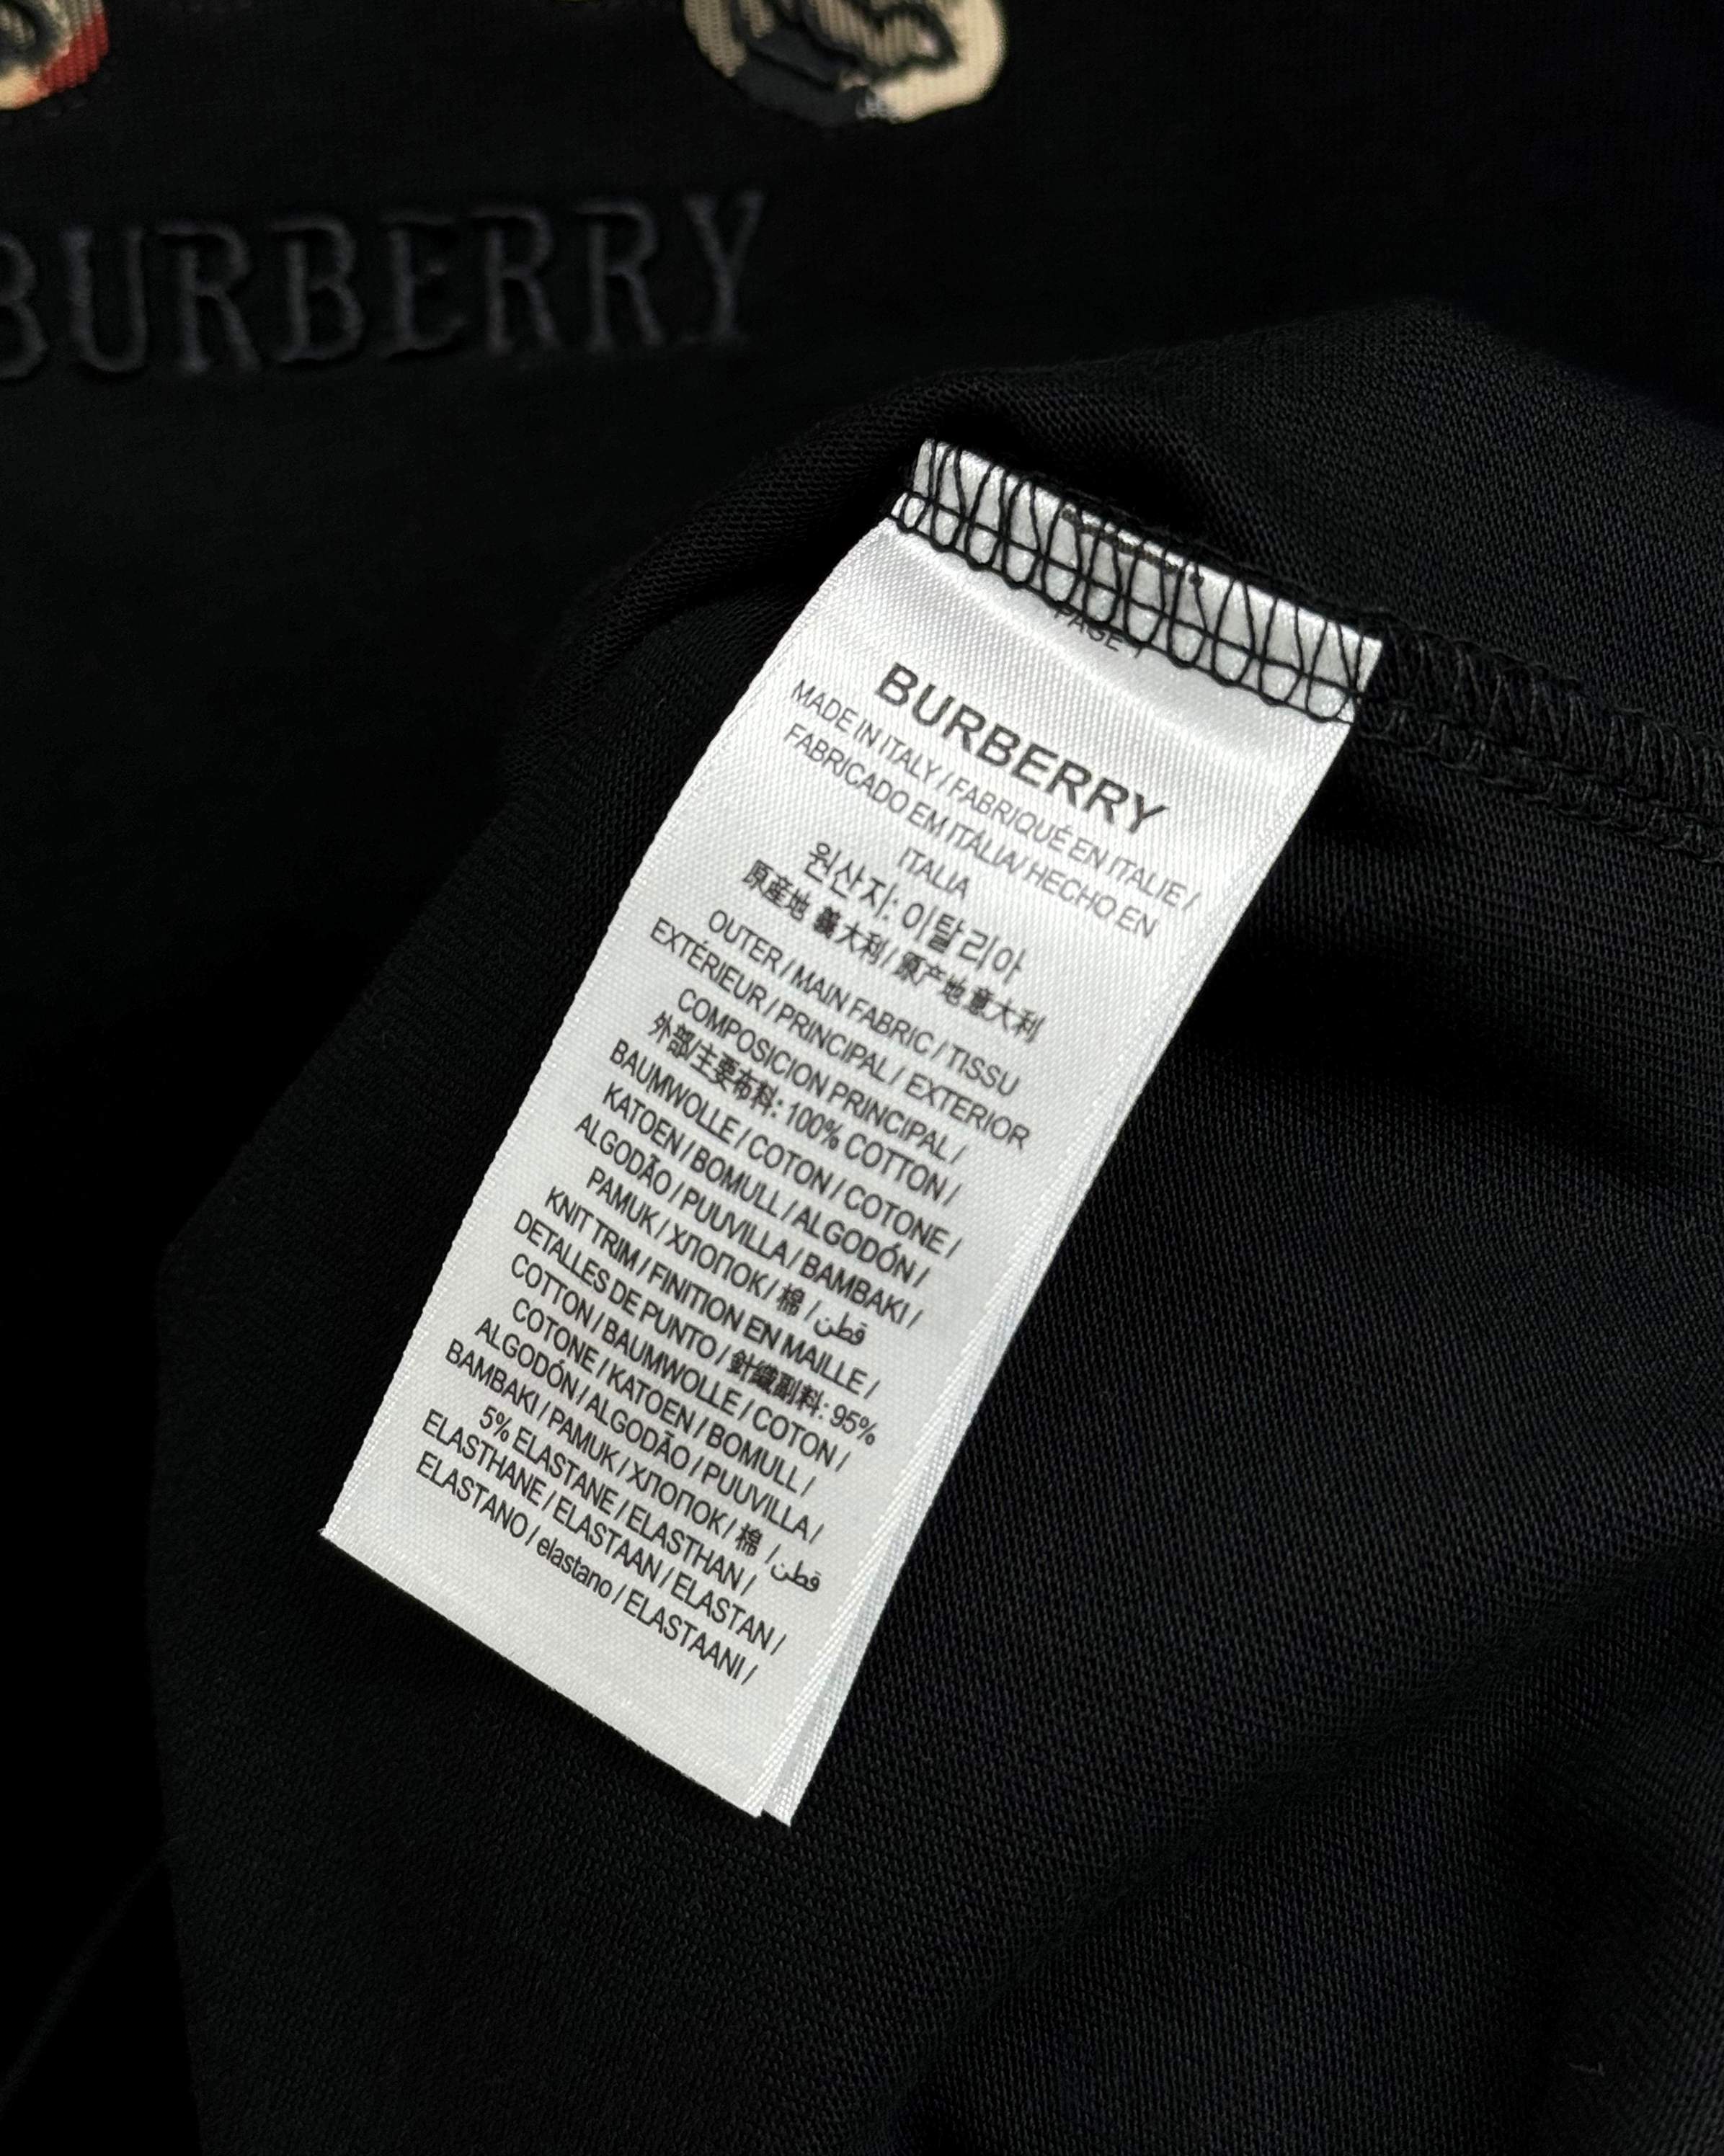 BURBERRY
BURBERRY
MADE IN ITALY / FABRIQUÉ EN ITALIE /
FABRICADO EM ITÁLIA/ HECHO EN
ITALIA
원산지: 이탈리아
原産地 義大利 / 原产地 意大利
OUTER / MAIN FABRIC / TISSU
EXTÉRIEUR / PRINCIPAL / EXTERIOR
COMPOSICION PRINCIPAL /
外部/主要布料: 100% COTTON /
BAUMWOLLE / COTON / COTONE /
KATOEN / BOMULL / ALGODÓN /
ALGODÃO / PUUVILLA / BAMBAKI /
PAMUK / ХЛОПОК / 棉 / قطن
KNIT TRIM / FINITION EN MAILLE /
DETALLES DE PUNTO / 針織副料: 95%
COTTON / BAUMWOLLE / COTON /
COTONE / KATOEN / BOMULL /
ALGODÓN / ALGODÃO / PUUVILLA /
BAMBAKI / PAMUK / ХЛОПОК / 棉 / قطن
5% ELASTANE / ELASTHAN /
ELASTHANE / ELASTAAN / ELASTAN /
ELASTANO / elastano / ELASTAANI /